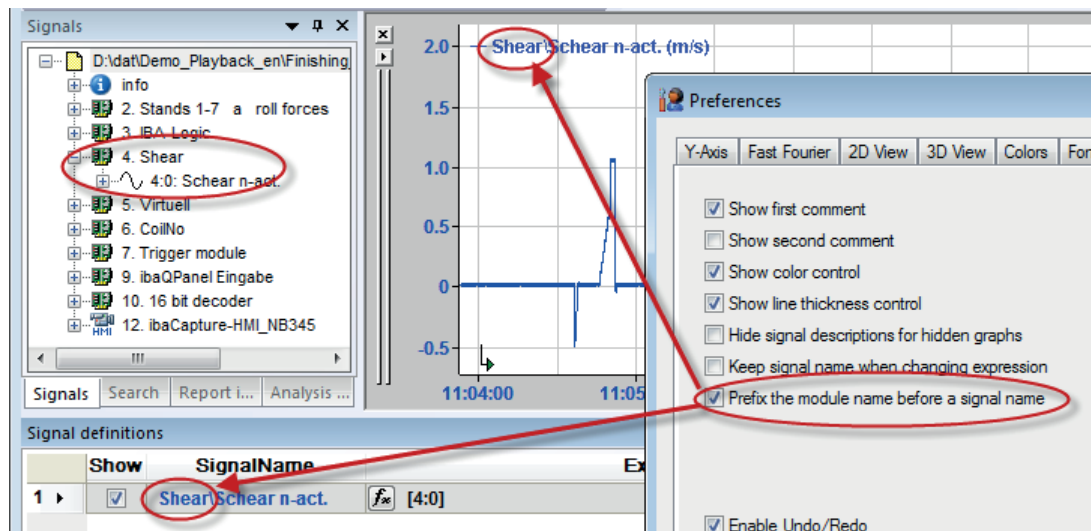 Signals
D:\dat\Demo_Playback_en\Finishing_
info
2. Stands 1-7 a roll forces
3. IBA-Logic
4. Shear
4:0: Schear n-act.
5. Virtuell
6. CoilNo
7. Trigger module
9. ibaQPanel Eingabe
10. 16 bit decoder
HMI 12. ibaCapture-HMI_NB345
Signals Search Report i... Analysis ...
Shear\Schear n-act. (m/s)
2.0
1.5
1.0
0.5
0
-0.5
11:04:00 11:05
Preferences
Y-Axis Fast Fourier 2D View 3D View Colors For
Show first comment
Show second comment
Show color control
Show line thickness control
Hide signal descriptions for hidden graphs
Keep signal name when changing expression
Prefix the module name before a signal name
Enable Undo/Redo
Signal definitions
Show SignalName Ex
1 Shear\Schear n-act. fx [4:0]